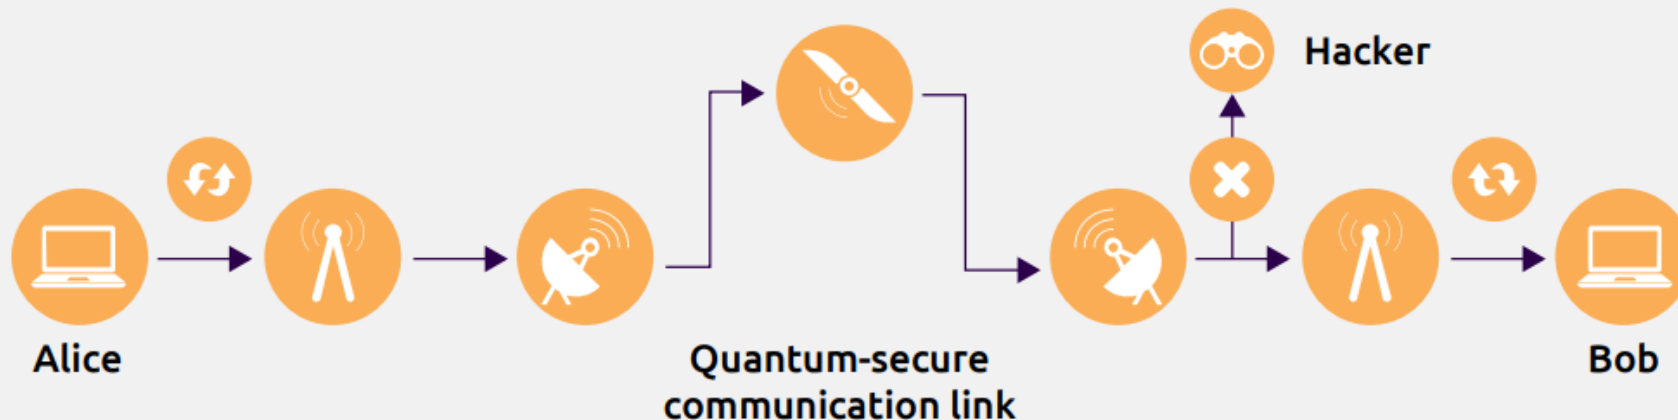 Hacker
Alice
Quantum-secure
communication link
Bob